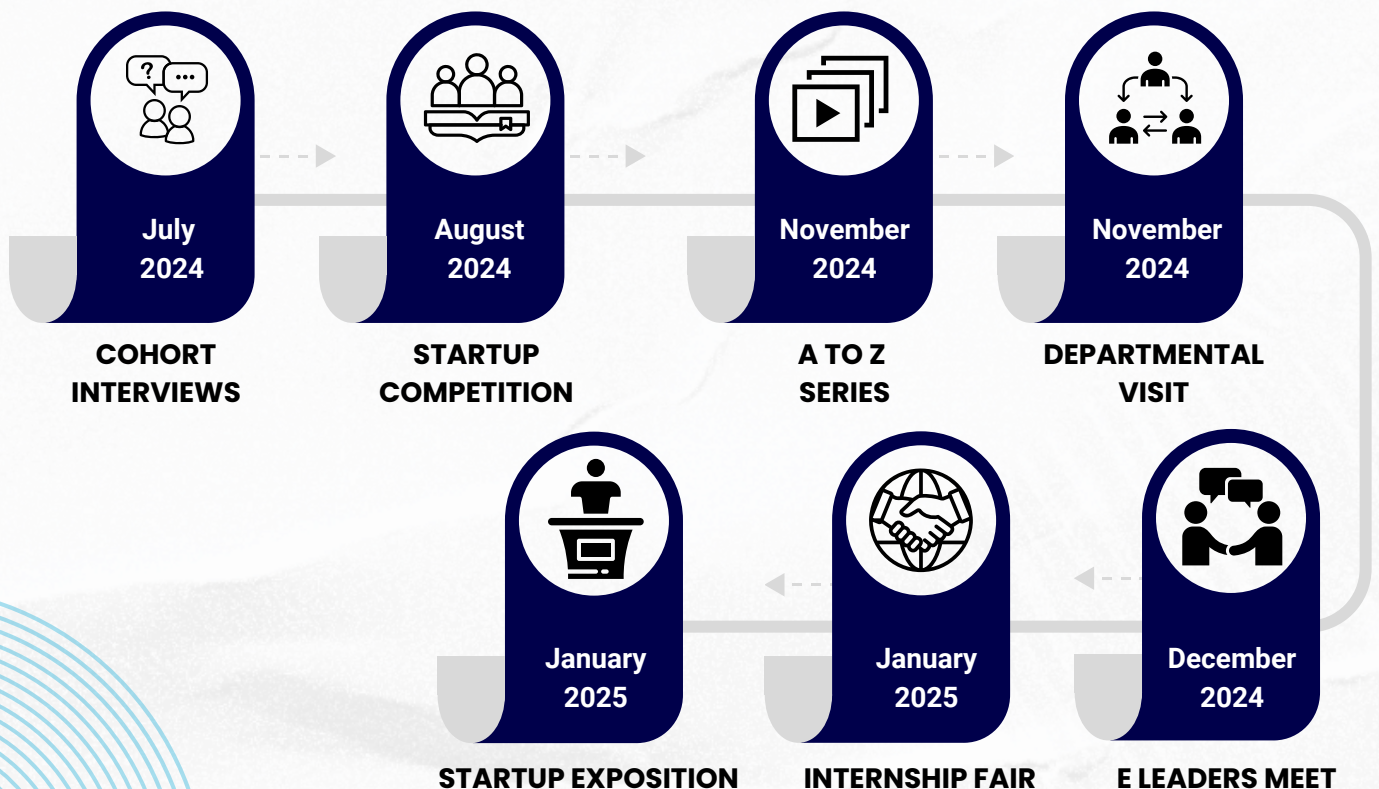 July
2024
COHORT
INTERVIEWS
August
2024
STARTUP
COMPETITION
November
2024
A TO Z
SERIES
November
2024
DEPARTMENTAL
VISIT
December
2024
E LEADERS MEET
January
2025
INTERNSHIP FAIR
January
2025
STARTUP EXPOSITION